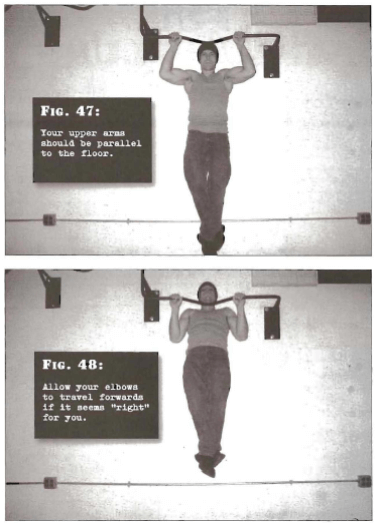 FIG. 47:
Your upper arms
should be parallel
to the floor.
FIG. 48:
Allow your elbows
to travel forwards
if it seems "right"
for you.